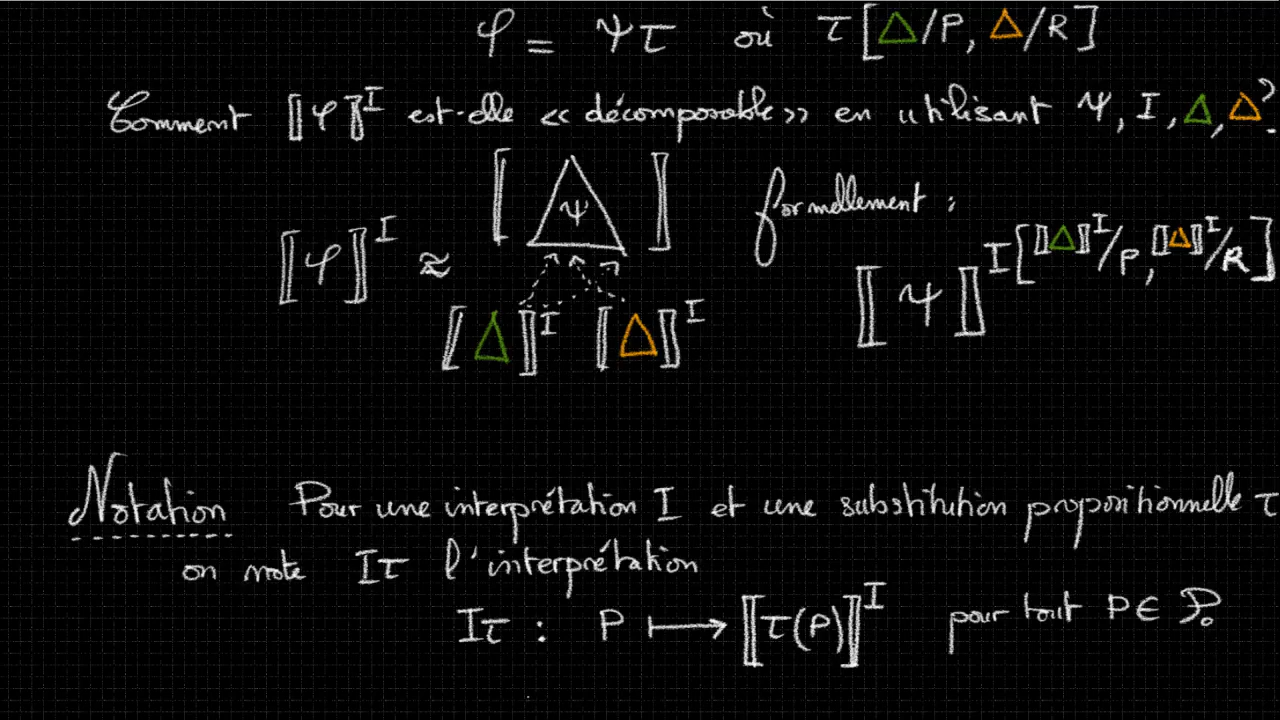 φ = ψτ où τ[△/P, △/R]
Comment ⟦φ⟧ᴵ est-elle « décomposable » en utilisant ψ, I, △, △?
⟦φ⟧ᴵ ≈ ⟦ψ⟧ formellement :
⟦△⟧ᴵ ⟦△⟧ᴵ ⟦ψ⟧^I[⟦△⟧ᴵ/P, ⟦△⟧ᴵ/R]
Notation Pour une interprétation I et une substitution propositionnelle τ
on note Iτ l'interprétation
Iτ : P ⟼ ⟦τ(P)⟧ᴵ pour tout P ∈ 𝒫₀